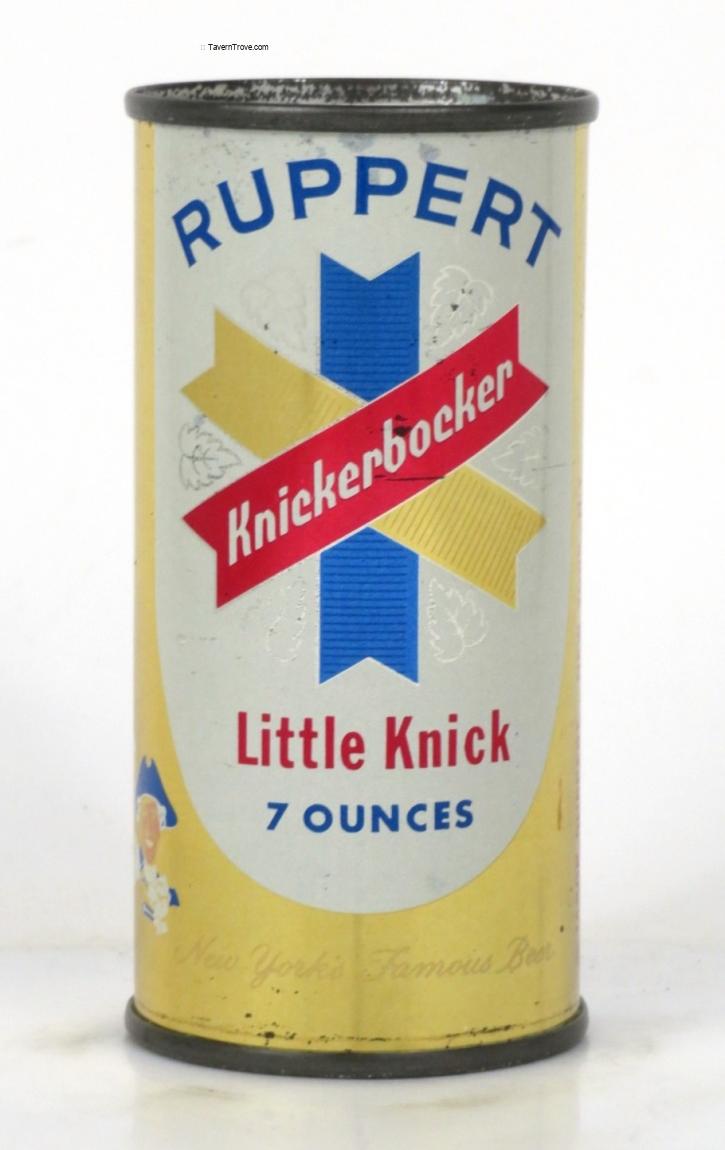 :: TavernTrove.com
RUPPERT
Knickerbocker
Little Knick
7 OUNCES
New York's Famous Beer